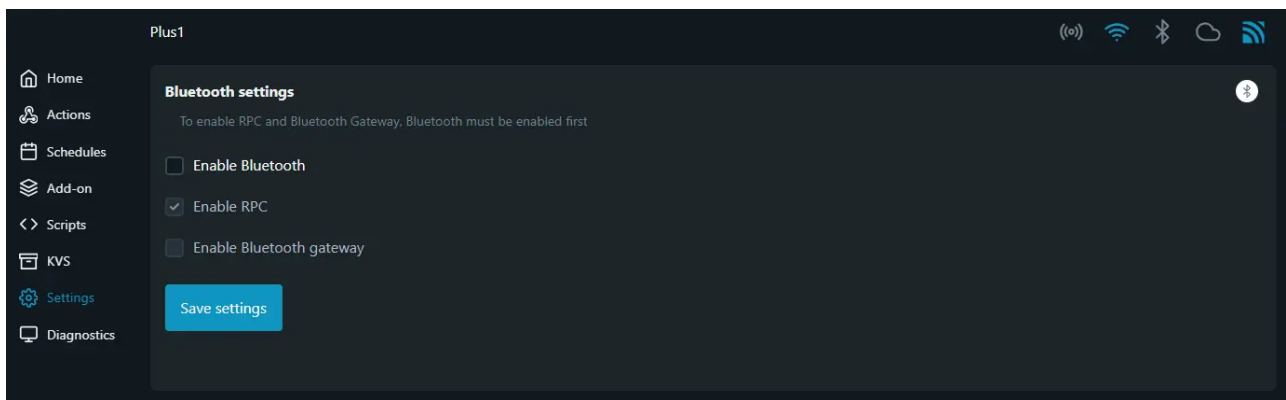 Plus1
Home
Actions
Schedules
Add-on
Scripts
KVS
Settings
Diagnostics
Bluetooth settings
To enable RPC and Bluetooth Gateway, Bluetooth must be enabled first
Enable Bluetooth
Enable RPC
Enable Bluetooth gateway
Save settings